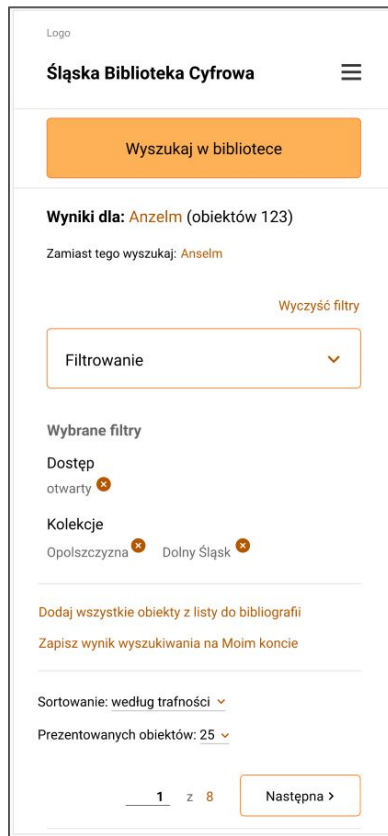 Logo
Śląska Biblioteka Cyfrowa
Wyszukaj w bibliotece
Wyniki dla: Anzelm (obiektów 123)
Zamiast tego wyszukaj: Anselm
Wyczyść filtry
Filtrowanie
Wybrane filtry
Dostęp
otwarty
Kolekcje
Opolszczyzna Dolny Śląsk
Dodaj wszystkie obiekty z listy do bibliografii
Zapisz wynik wyszukiwania na Moim koncie
Sortowanie: według trafności
Prezentowanych obiektów: 25
1 z 8 Następna >